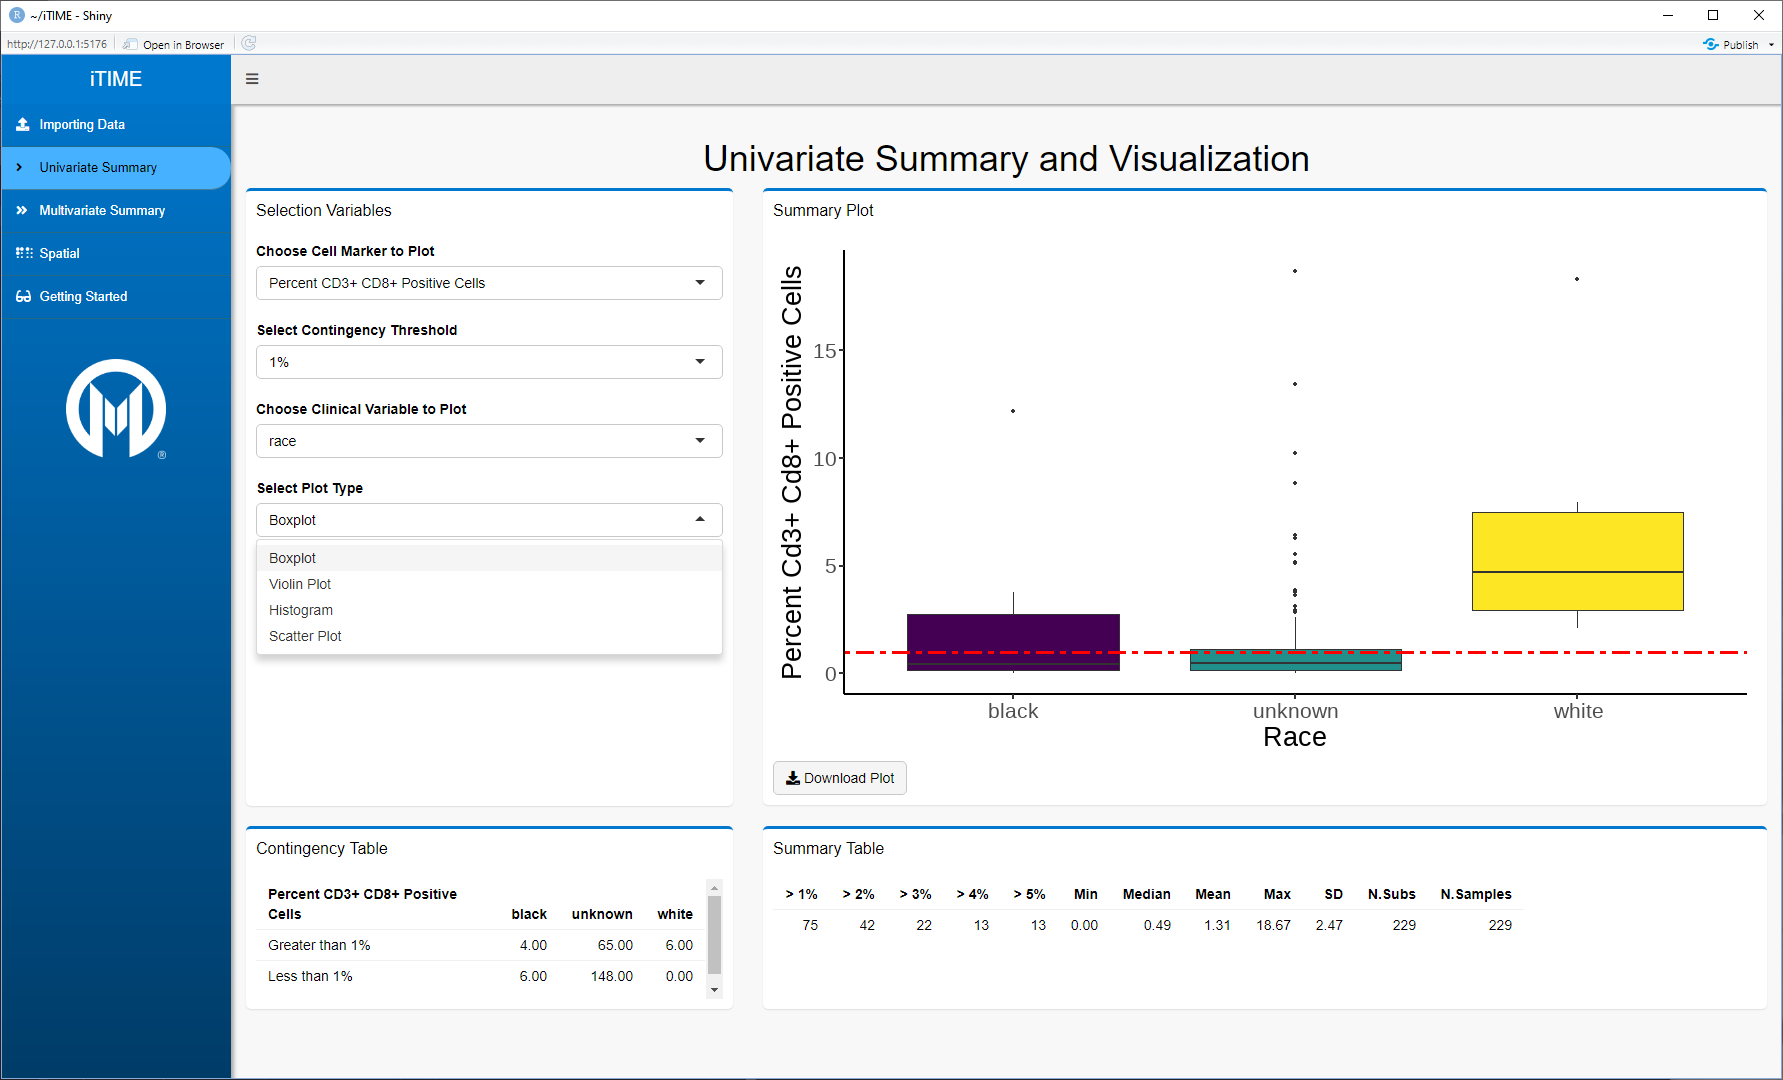 ~/iTIME - Shiny
http://127.0.0.1:5176
Open in Browser
Publish
iTIME
Importing Data
Univariate Summary
Multivariate Summary
Spatial
Getting Started
®
Univariate Summary and Visualization
Selection Variables
Choose Cell Marker to Plot
Percent CD3+ CD8+ Positive Cells
Select Contingency Threshold
1%
Choose Clinical Variable to Plot
race
Select Plot Type
Boxplot
Boxplot
Violin Plot
Histogram
Scatter Plot
Summary Plot
Percent Cd3+ Cd8+ Positive Cells
15
10
5
0
black unknown white
Race
Download Plot
Contingency Table
Percent CD3+ CD8+ Positive
Cells black unknown white
Greater than 1% 4.00 65.00 6.00
Less than 1% 6.00 148.00 0.00
Summary Table
> 1% > 2% > 3% > 4% > 5% Min Median Mean Max SD N.Subs N.Samples
75 42 22 13 13 0.00 0.49 1.31 18.67 2.47 229 229